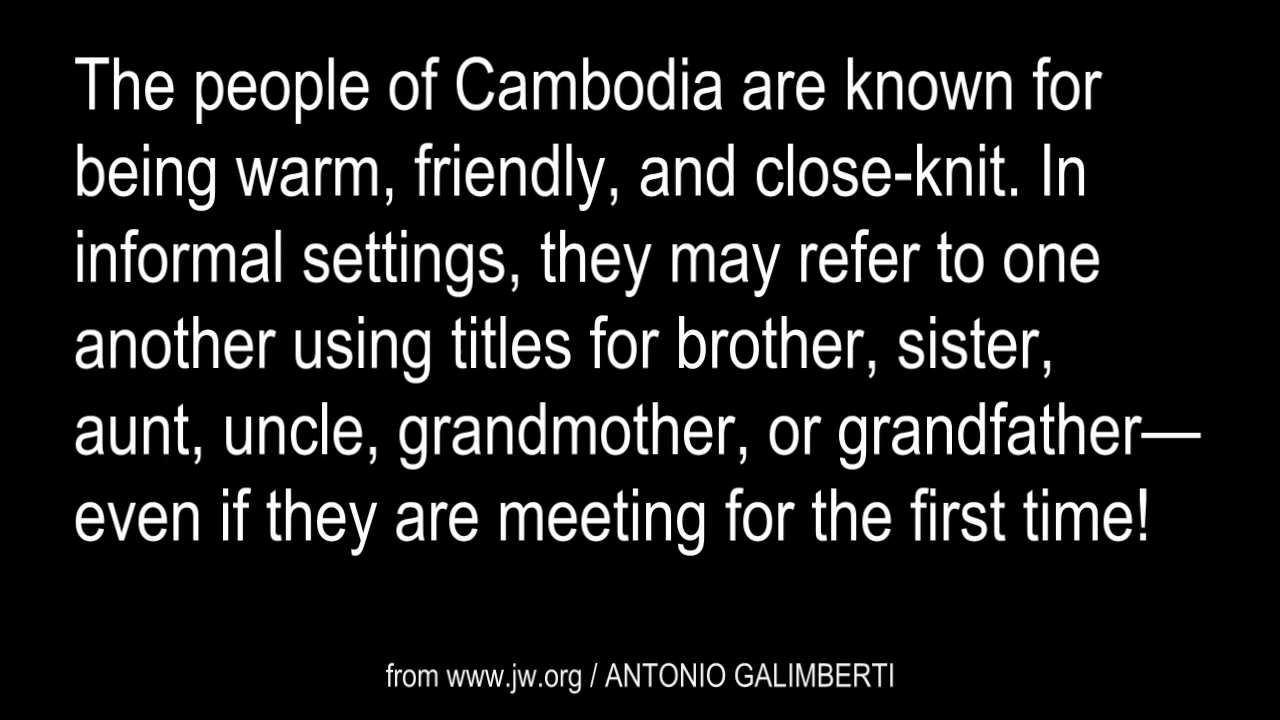 The people of Cambodia are known for
being warm, friendly, and close-knit. In
informal settings, they may refer to one
another using titles for brother, sister,
aunt, uncle, grandmother, or grandfather—
even if they are meeting for the first time!
from www.jw.org / ANTONIO GALIMBERTI